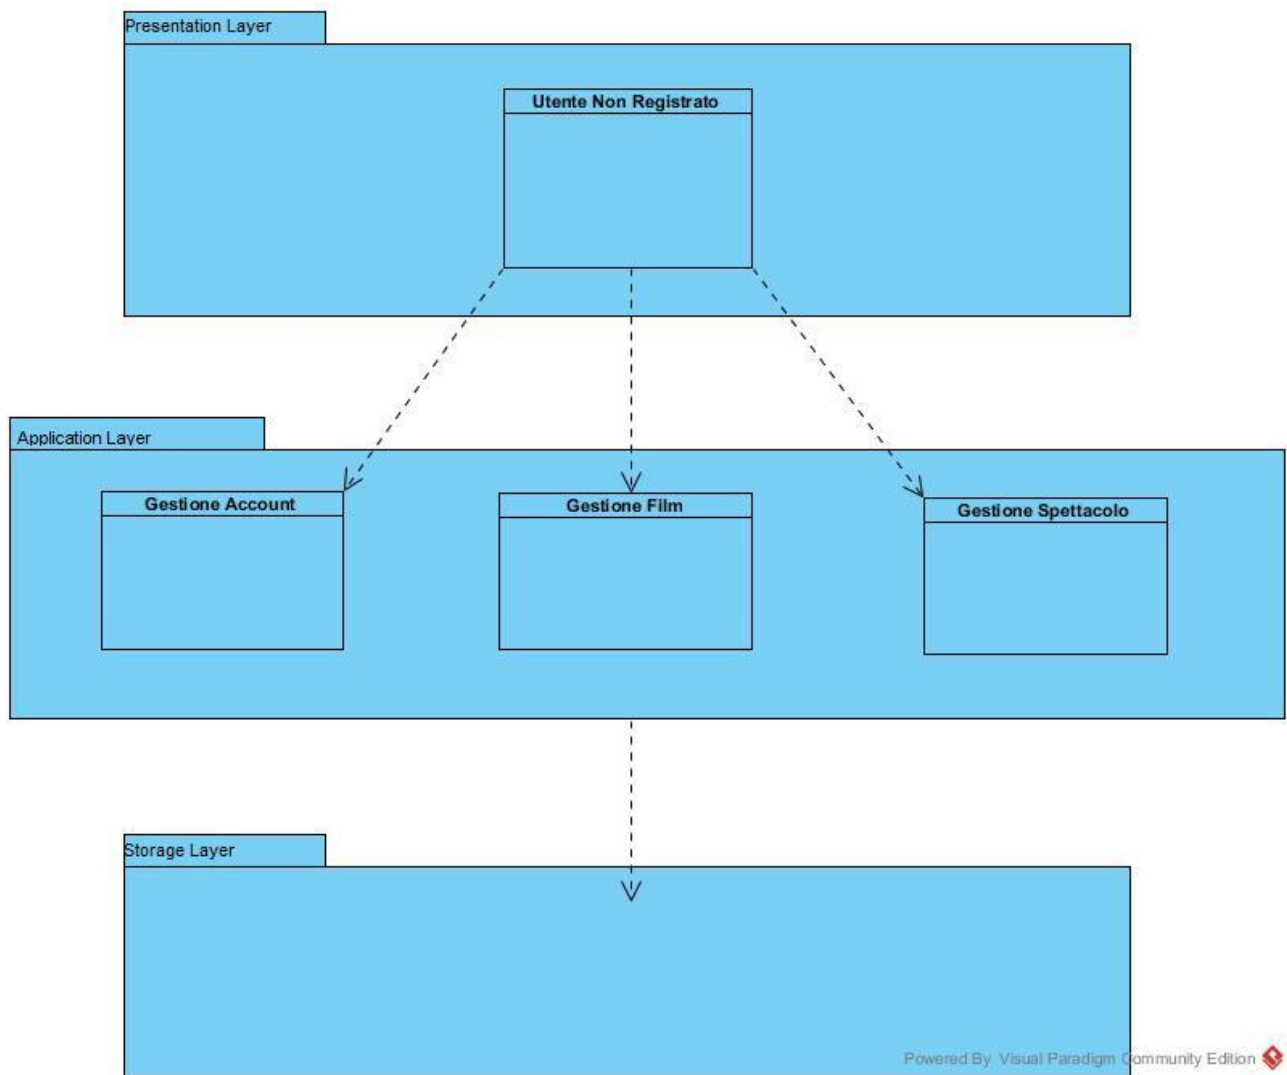 Presentation Layer
Utente Non Registrato
Application Layer
Gestione Account
Gestione Film
Gestione Spettacolo
Storage Layer
Powered By Visual Paradigm Community Edition